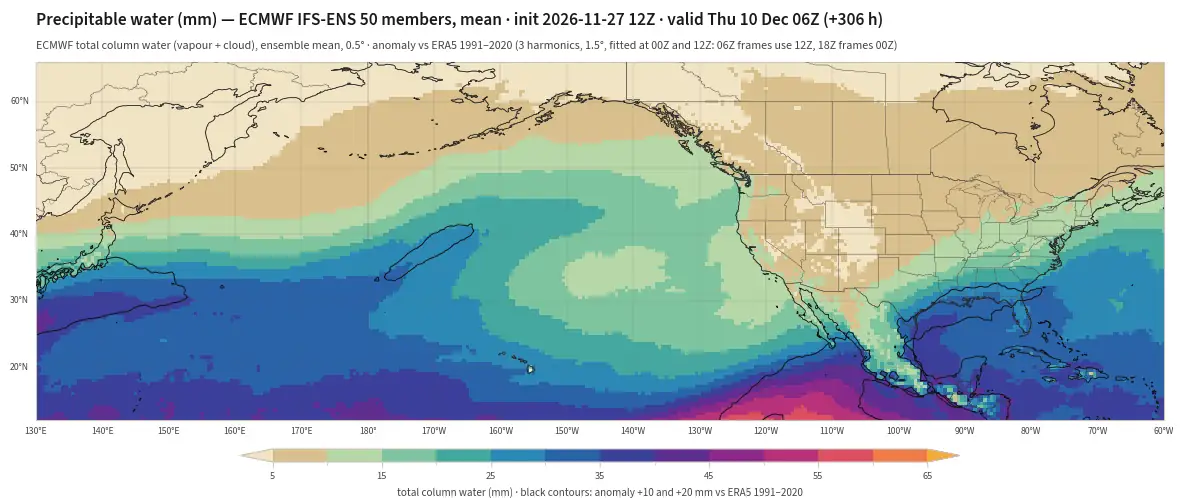 Precipitable water (mm) — ECMWF IFS-ENS 50 members, mean · init 2026-11-27 12Z · valid Thu 10 Dec 06Z (+306 h)
ECMWF total column water (vapour + cloud), ensemble mean, 0.5° · anomaly vs ERA5 1991–2020 (3 harmonics, 1.5°, fitted at 00Z and 12Z: 06Z frames use 12Z, 18Z frames 00Z)
60°N
50°N
40°N
30°N
20°N
130°E 140°E 150°E 160°E 170°E 180° 170°W 160°W 150°W 140°W 130°W 120°W 110°W 100°W 90°W 80°W 70°W 60°W
5 15 25 35 45 55 65
total column water (mm) · black contours: anomaly +10 and +20 mm vs ERA5 1991–2020